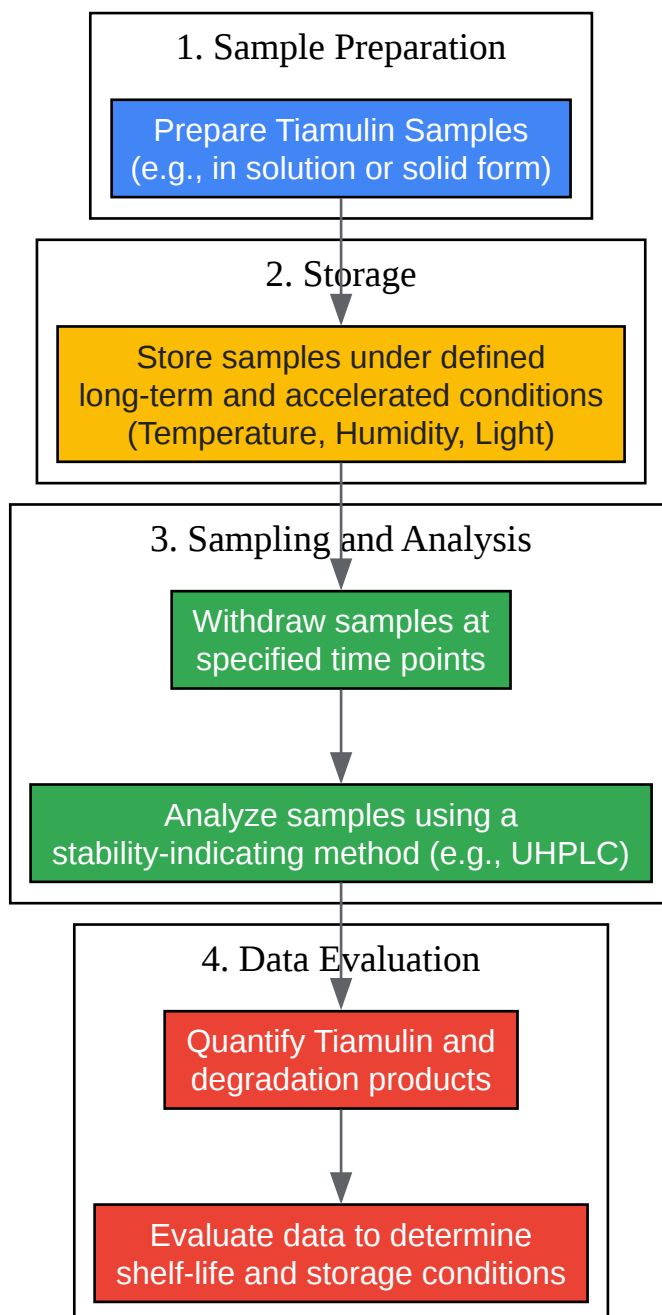 1. Sample Preparation
Prepare Tiamulin Samples
(e.g., in solution or solid form)
2. Storage
Store samples under defined
long-term and accelerated conditions
(Temperature, Humidity, Light)
3. Sampling and Analysis
Withdraw samples at
specified time points
Analyze samples using a
stability-indicating method (e.g., UHPLC)
4. Data Evaluation
Quantify Tiamulin and
degradation products
Evaluate data to determine
shelf-life and storage conditions